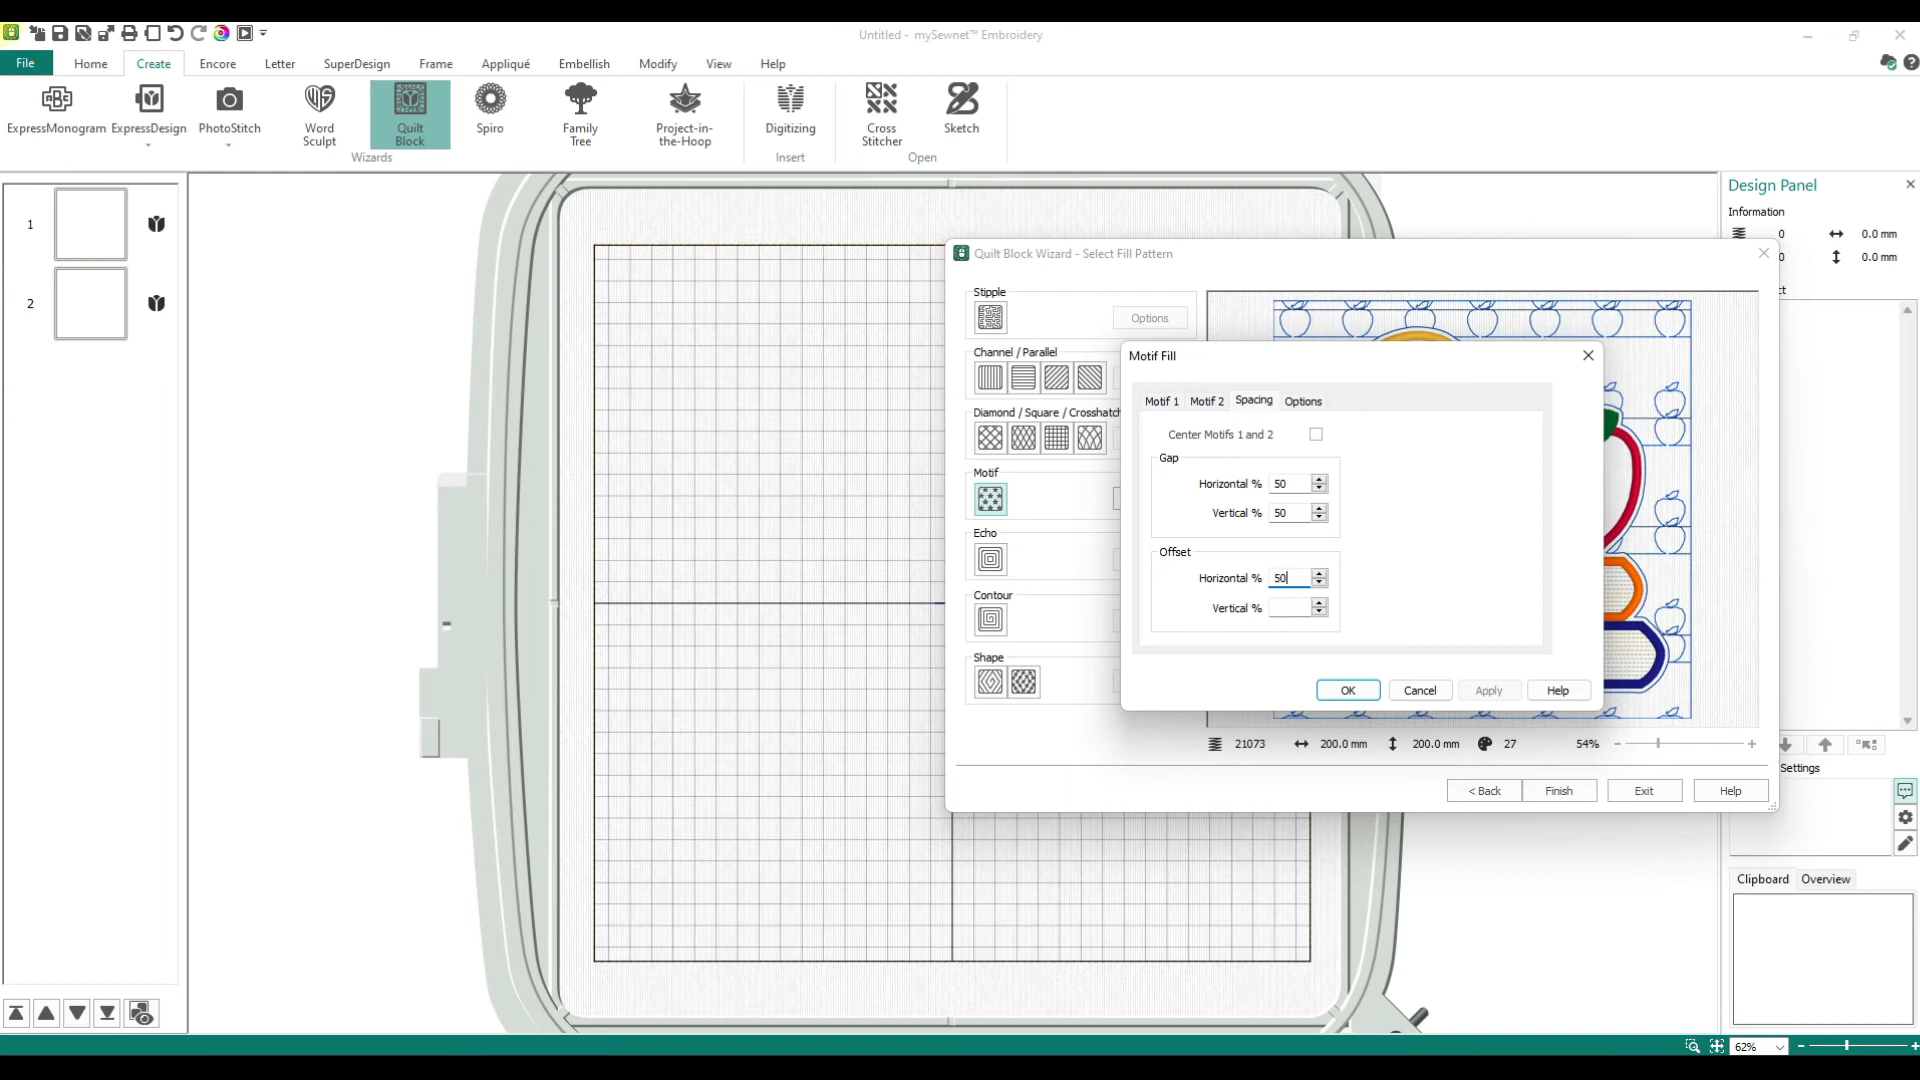 Untitled - mySewnet™ Embroidery
File Home Create Encore Letter SuperDesign Frame Appliqué Embellish Modify View Help
ExpressMonogram ExpressDesign PhotoStitch Word Sculpt Quilt Block Spiro Family Tree Project-in-the-Hoop Digitizing Cross Stitcher Sketch
Wizards Insert Open
1
2
Design Panel
Information
0 0.0 mm
0 0.0 mm
Quilt Block Wizard - Select Fill Pattern
Stipple
Options
Channel / Parallel
Diamond / Square / Crosshatch
Motif
Echo
Contour
Shape
Motif Fill
Motif 1 Motif 2 Spacing Options
Center Motifs 1 and 2
Gap
Horizontal % 50
Vertical % 50
Offset
Horizontal % 50
Vertical %
OK Cancel Apply Help
21073 200.0 mm 200.0 mm 27 54%
< Back Finish Exit Help
Settings
Clipboard Overview
62%